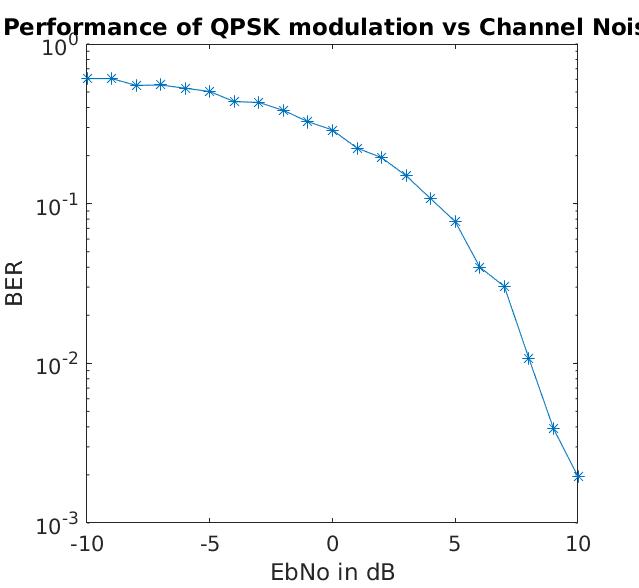 Performance of QPSK modulation vs Channel Nois
10^0
10^-1
10^-2
10^-3
BER
-10 -5 0 5 10
EbNo in dB